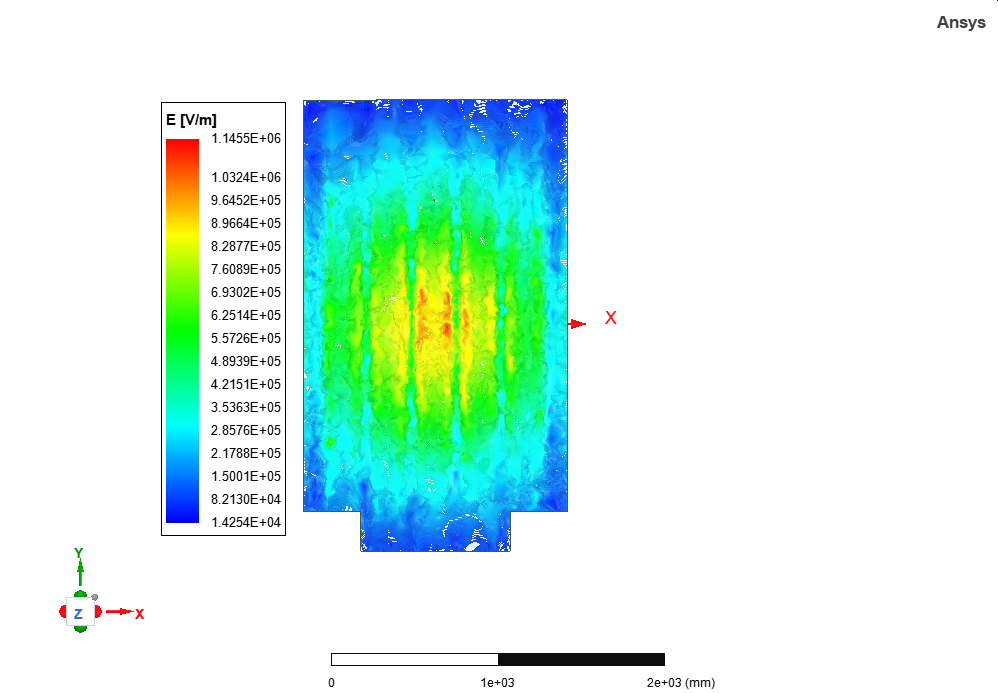 Ansys
E [V/m]
1.1455E+06
1.0324E+06
9.6452E+05
8.9664E+05
8.2877E+05
7.6089E+05
6.9302E+05
6.2514E+05
5.5726E+05
4.8939E+05
4.2151E+05
3.5363E+05
2.8576E+05
2.1788E+05
1.5001E+05
8.2130E+04
1.4254E+04
X
Y
Z
X
0 1e+03 2e+03 (mm)